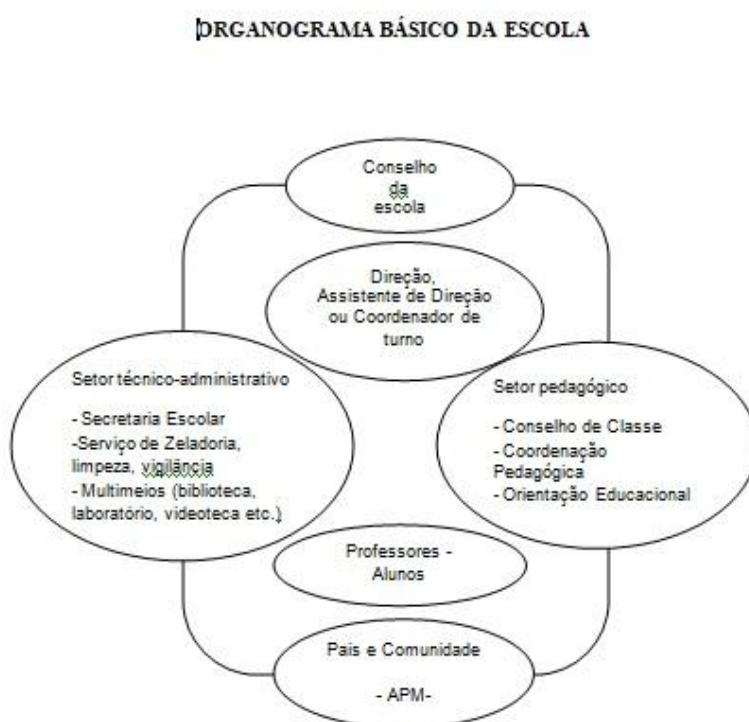 ORGANOGRAMA BÁSICO DA ESCOLA
Conselho
da
escola
Direção,
Assistente de Direção
ou Coordenador de
turno
Setor técnico-administrativo
- Secretaria Escolar
-Serviço de Zeladoria,
limpeza, vigilância
- Multimeios (biblioteca,
laboratório, videoteca etc.)
Setor pedagógico
- Conselho de Classe
- Coordenação
Pedagógica
- Orientação Educacional
Professores -
Alunos
Pais e Comunidade
- APM-